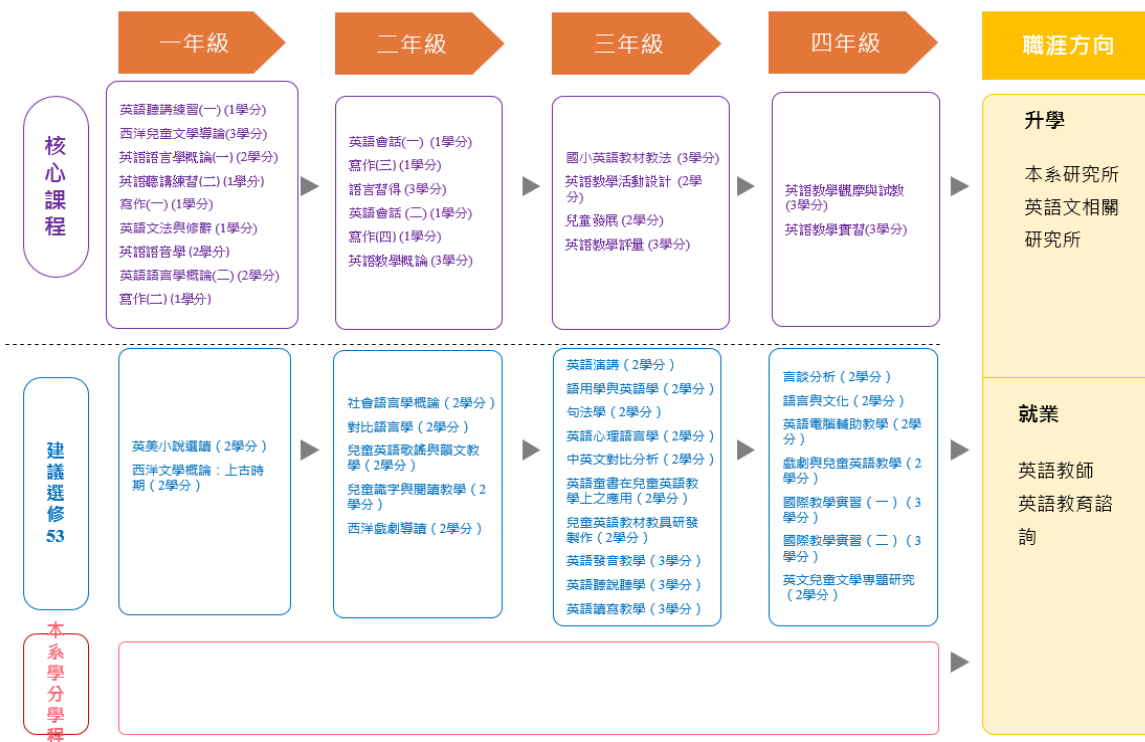 一年級
二年級
三年級
四年級
職涯方向
核
心
課
程
英語聽講練習(一) (1學分)
西洋兒童文學導論(3學分)
英語語言學概論(一) (2學分)
英語聽講練習(二) (1學分)
寫作(一) (1學分)
英語文法與修辭 (1學分)
英語語音學 (2學分)
英語語言學概論(二) (2學分)
寫作(二) (1學分)
英語會話(一) (1學分)
寫作(三) (1學分)
語言習得 (3學分)
英語會話 (二) (1學分)
寫作(四) (1學分)
英語教學概論 (3學分)
國小英語教材教法 (3學分)
英語教學活動設計 (2學
分)
兒童發展 (2學分)
英語教學評量 (3學分)
英語教學觀摩與試教
(3學分)
英語教學實習(3學分)
升學
本系研究所
英語文相關
研究所
建
議
選
修
53
英美小說選讀（2學分）
西洋文學概論：上古時
期（2學分）
社會語言學概論（2學分）
對比語言學（2學分）
兒童英語歌謠與韻文教
學（2學分）
兒童識字與閱讀教學（2
學分）
西洋戲劇導讀（2學分）
英語演講（2學分）
語用學與英語學（2學分）
句法學（2學分）
英語心理語言學（2學分）
中英文對比分析（2學分）
英語童書在兒童英語教
學上之應用（2學分）
兒童英語教材教具研發
製作（2學分）
英語發音教學（3學分）
英語聽說聽學（3學分）
英語讀寫教學（3學分）
言談分析（2學分）
語言與文化（2學分）
英語電腦輔助教學（2學
分）
戲劇與兒童英語教學（2
學分）
國際教學實習（一）（3
學分）
國際教學實習（二）（3
學分）
英文兒童文學專題研究
（2學分）
就業
英語教師
英語教育諮
詢
本
系
學
分
學
程